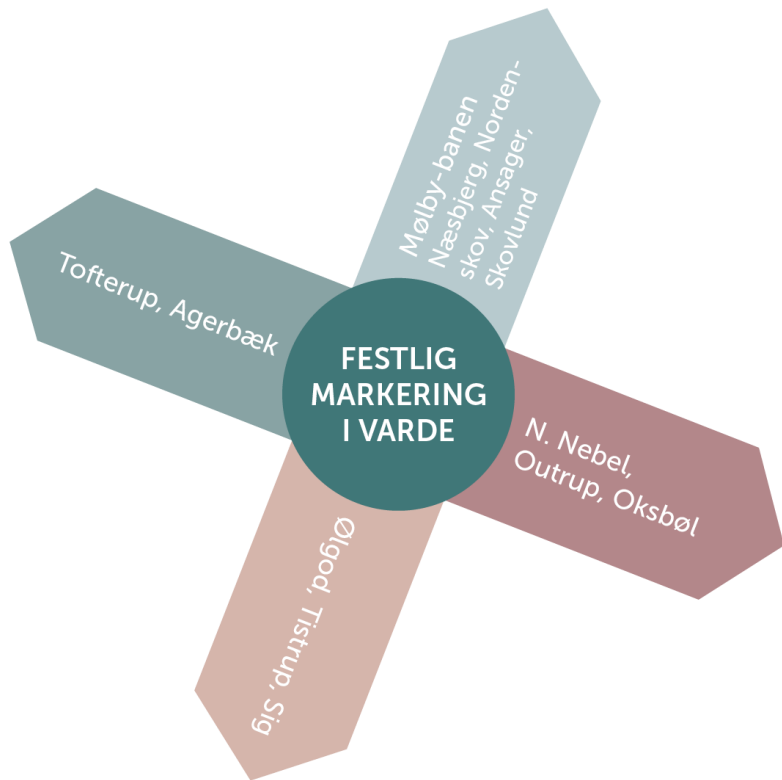 Mølby-banen
Næsbjerg, Norden-
skov, Ansager,
Skovlund
Tofterup, Agerbæk
FESTLIG
MARKERING
I VARDE
N. Nebel,
Outrup, Oksbøl
Ølgod, Tistrup, Sig